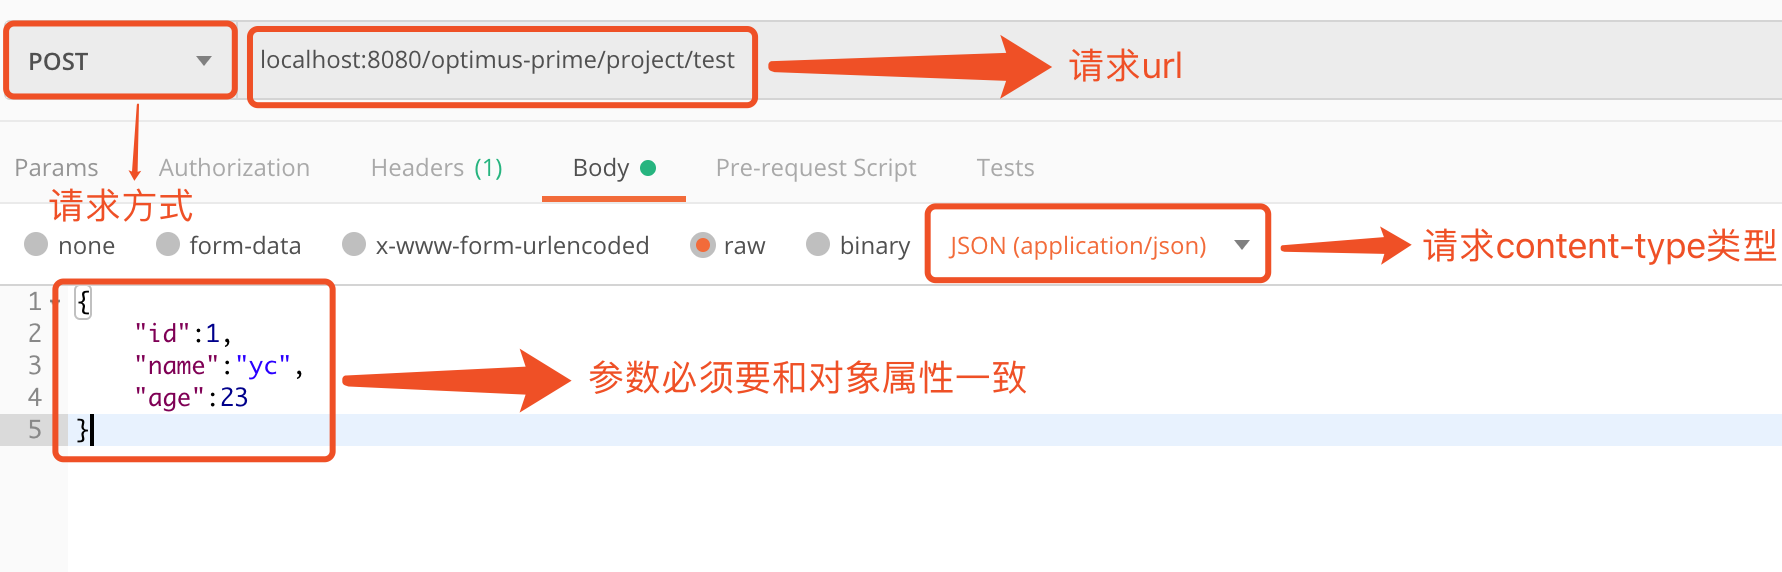 POST localhost:8080/optimus-prime/project/test 请求url
Params Authorization Headers (1) Body Pre-request Script Tests
请求方式
none form-data x-www-form-urlencoded raw binary JSON (application/json) 请求content-type类型
1 {
2 "id":1,
3 "name":"yc",
4 "age":23
5 }
参数必须要和对象属性一致